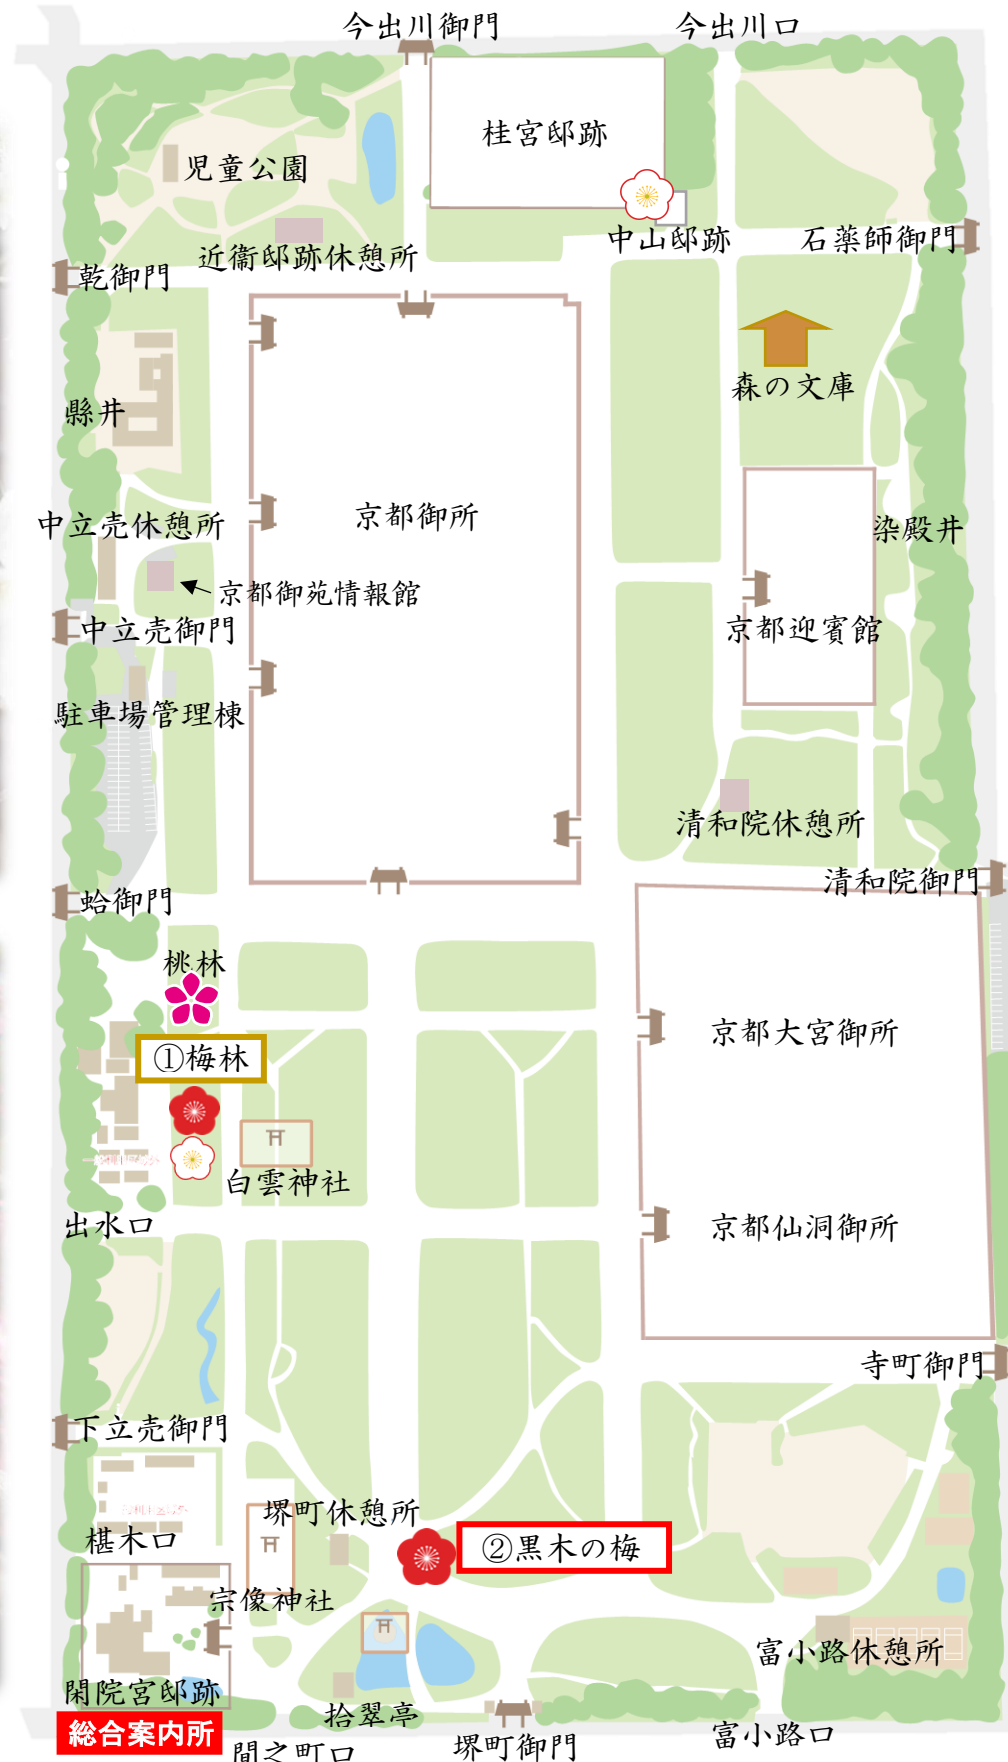 今出川御門
今出川口
桂宮邸跡
児童公園
中山邸跡
石薬師御門
近衞邸跡休憩所
乾御門
森の文庫
縣井
京都御所
中立売休憩所
染殿井
京都御苑情報館
中立売御門
京都迎賓館
駐車場管理棟
清和院休憩所
清和院御門
蛤御門
桃林
京都大宮御所
①梅林
白雲神社
出水口
京都仙洞御所
寺町御門
下立売御門
堺町休憩所
椹木口
②黒木の梅
宗像神社
富小路休憩所
閑院宮邸跡
拾翠亭
総合案内所
富小路口
間之町口
堺町御門